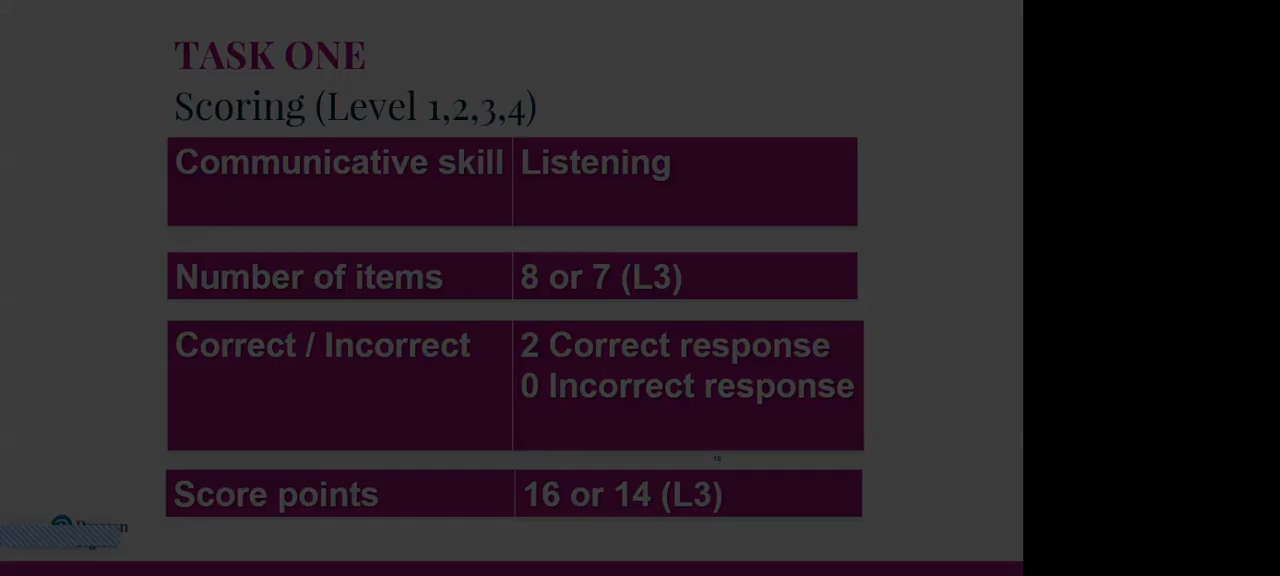 TASK ONE
Scoring (Level 1,2,3,4)
Communicative skill Listening
Number of items 8 or 7 (L3)
Correct / Incorrect 2 Correct response
0 Incorrect response
16
Score points 16 or 14 (L3)